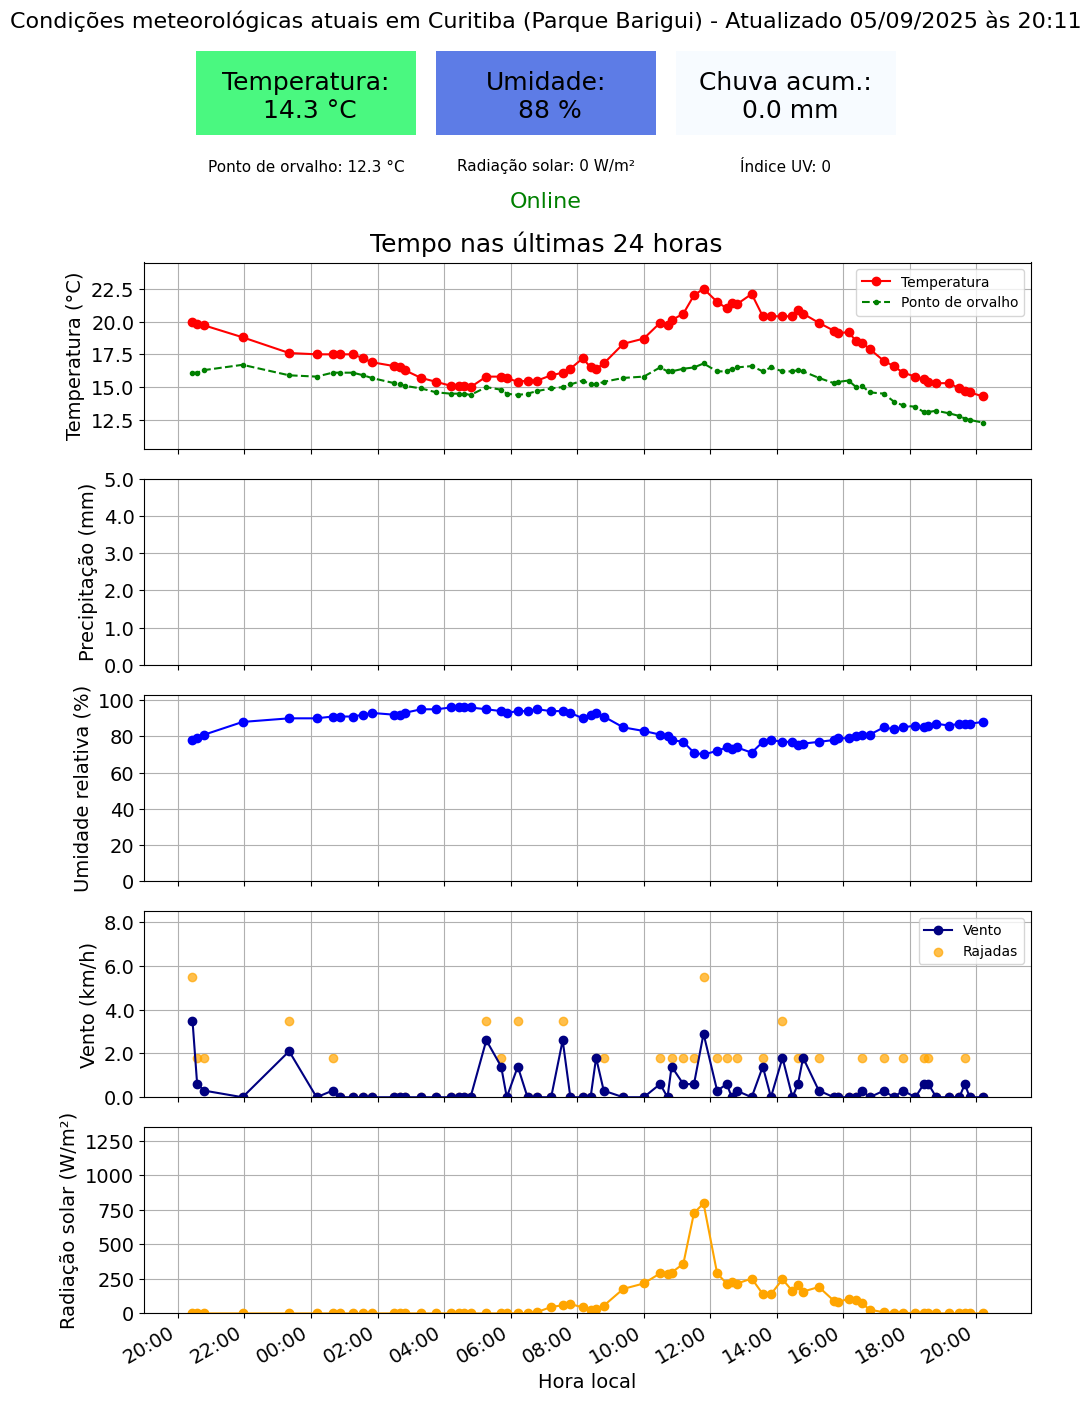 Condições meteorológicas atuais em Curitiba (Parque Barigui) - Atualizado 05/09/2025 às 20:11
Temperatura:
14.3 °C
Umidade:
88 %
Chuva acum.:
0.0 mm
Ponto de orvalho: 12.3 °C
Radiação solar: 0 W/m²
Índice UV: 0
Online
Tempo nas últimas 24 horas
Temperatura (°C)
22.5
20.0
17.5
15.0
12.5
Temperatura
Ponto de orvalho
Precipitação (mm)
5.0
4.0
3.0
2.0
1.0
0.0
Umidade relativa (%)
100
80
60
40
20
0
Vento (km/h)
8.0
6.0
4.0
2.0
0.0
Vento
Rajadas
Radiação solar (W/m²)
1250
1000
750
500
250
0
20:00
22:00
00:00
02:00
04:00
06:00
08:00
10:00
12:00
14:00
16:00
18:00
20:00
Hora local